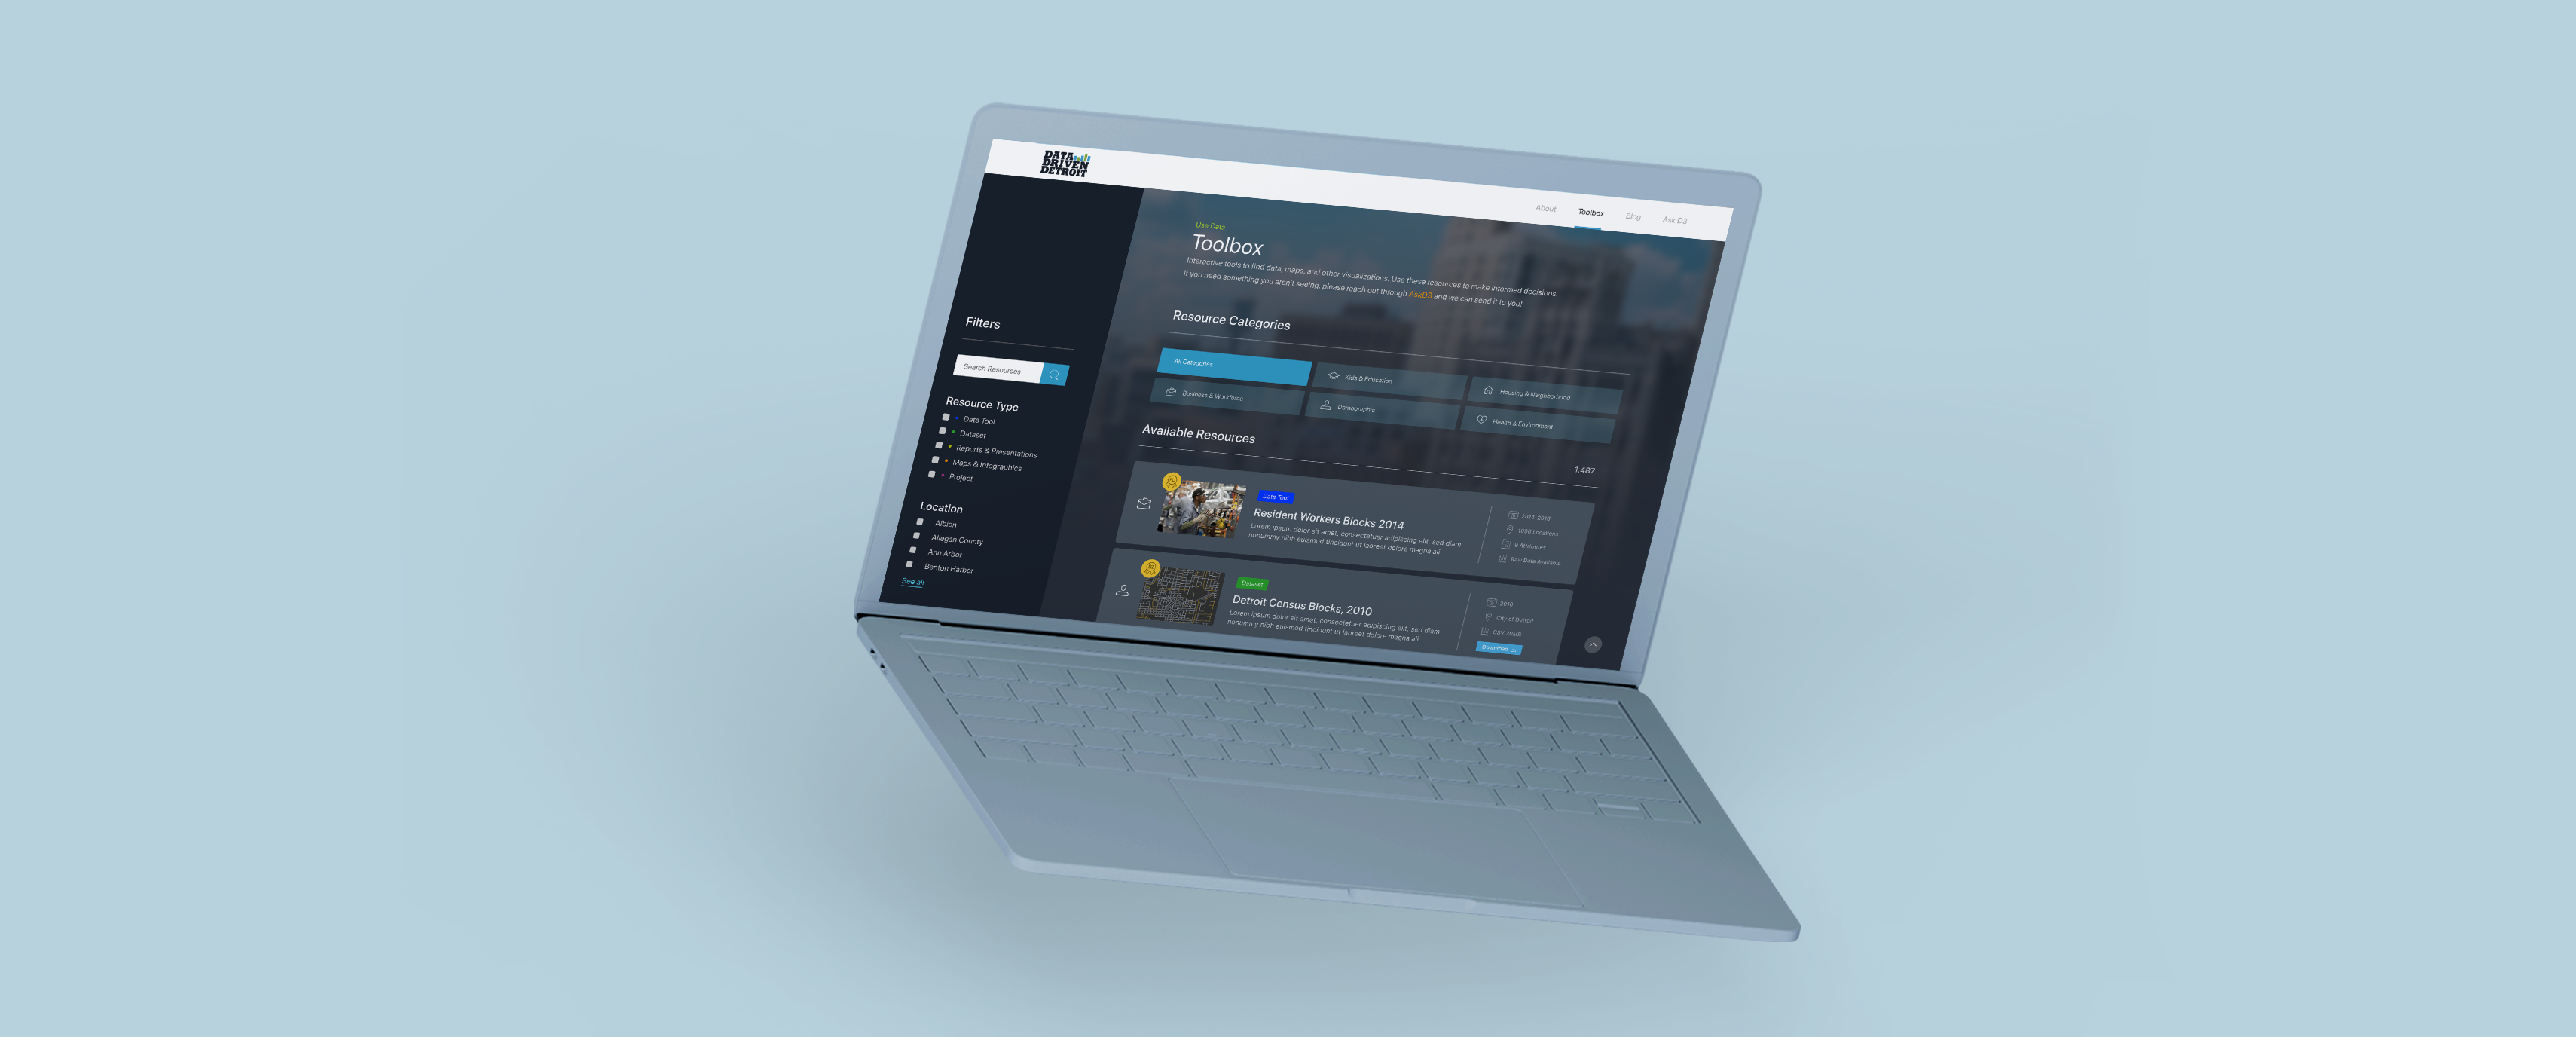 DATA
DRIVEN
DETROIT
About
Toolbox
Blog
Ask D3
Use Data
Toolbox
Interactive tools to find data, maps, and other visualizations. Use these resources to make informed decisions.
If you need something you aren't seeing, please reach out through AskD3 and we can send it to you!
Filters
Search Resources
Resource Type
Data Tool
Dataset
Reports & Presentations
Maps & Infographics
Project
Location
Albion
Allegan County
Ann Arbor
Benton Harbor
See all
Resource Categories
All Categories
Kids & Education
Housing & Neighborhood
Business & Workforce
Demographic
Health & Environment
Available Resources
1,487
Data Tool
Resident Workers Blocks 2014
Lorem ipsum dolor sit amet, consectetuer adipiscing elit, sed diam
nonummy nibh euismod tincidunt ut laoreet dolore magna ali
2014-2016
1096 Locations
9 Attributes
Raw Data Available
Dataset
Detroit Census Blocks, 2010
Lorem ipsum dolor sit amet, consectetuer adipiscing elit, sed diam
nonummy nibh euismod tincidunt ut laoreet dolore magna ali
2010
City of Detroit
CSV 20MB
Download